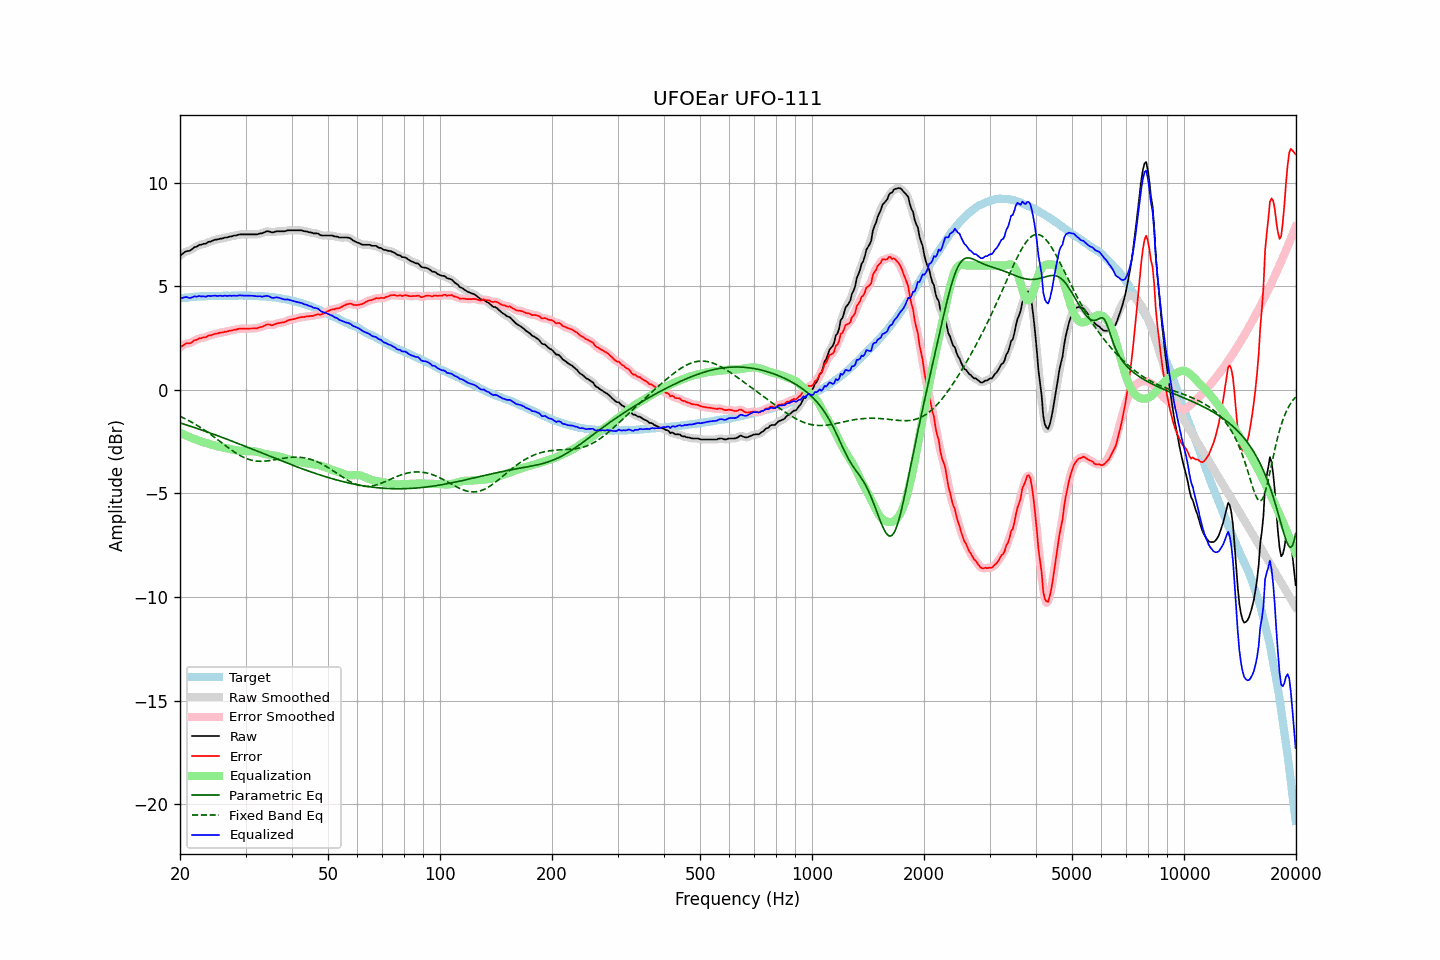 UFOEar UFO-111
10
5
0
−5
−10
−15
−20
Amplitude (dBr)
Target
Raw Smoothed
Error Smoothed
Raw
Error
Equalization
Parametric Eq
Fixed Band Eq
Equalized
20 50 100 200 500 1000 2000 5000 10000 20000
Frequency (Hz)